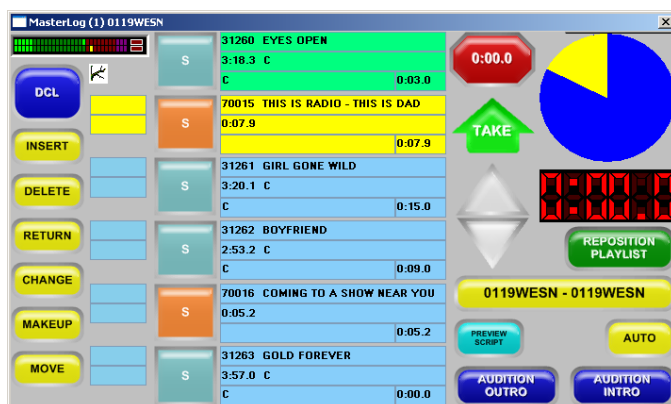 MasterLog (1) 0119WESN
DCL
INSERT
DELETE
RETURN
CHANGE
MAKEUP
MOVE
S
31260 EYES OPEN
3:18.3 C
C 0:03.0
S
70015 THIS IS RADIO - THIS IS DAD
0:07.9
0:07.9
S
31261 GIRL GONE WILD
3:20.1 C
C 0:15.0
S
31262 BOYFRIEND
2:53.2 C
C 0:09.0
S
70016 COMING TO A SHOW NEAR YOU
0:05.2
0:05.2
S
31263 GOLD FOREVER
3:57.0 C
C 0:00.0
0:00.0
TAKE
REPOSITION
PLAYLIST
0119WESN - 0119WESN
PREVIEW
SCRIPT
AUTO
AUDITION
OUTRO
AUDITION
INTRO